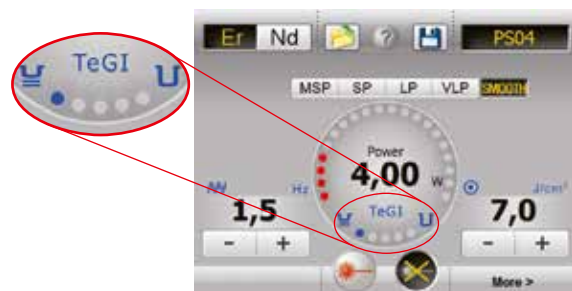 TeGI
Er Nd ? PS04
MSP SP LP VLP SMOOTH
Power
4,00 W
Hz
1,5
TeGI
J/cm²
7,0
- + - +
More >